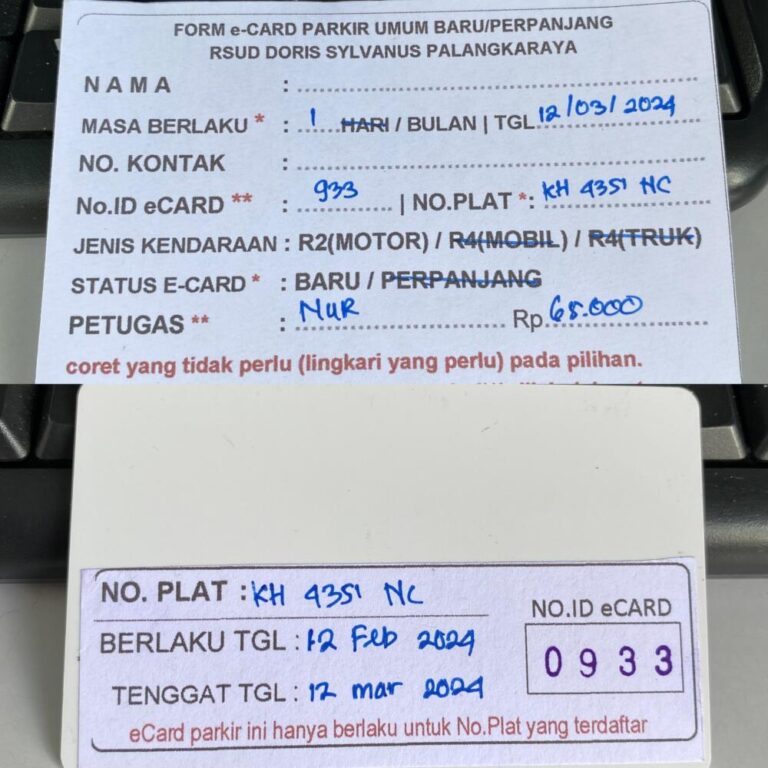 FORM e-CARD PARKIR UMUM BARU/PERPANJANG
RSUD DORIS SYLVANUS PALANGKARAYA
NAMA :
MASA BERLAKU * : 1 HARI / BULAN | TGL 12/03/2024
NO. KONTAK :
No.ID eCARD ** : 933 | NO.PLAT *: KH 4351 NC
JENIS KENDARAAN : R2(MOTOR) / R4(MOBIL) / R4(TRUK)
STATUS E-CARD * : BARU / PERPANJANG
PETUGAS ** : NUR Rp 65.000
coret yang tidak perlu (lingkari yang perlu) pada pilihan.
NO. PLAT : KH 4351 NC
NO.ID eCARD
BERLAKU TGL : 12 Feb 2024
0933
TENGGAT TGL : 12 mar 2024
eCard parkir ini hanya berlaku untuk No.Plat yang terdaftar